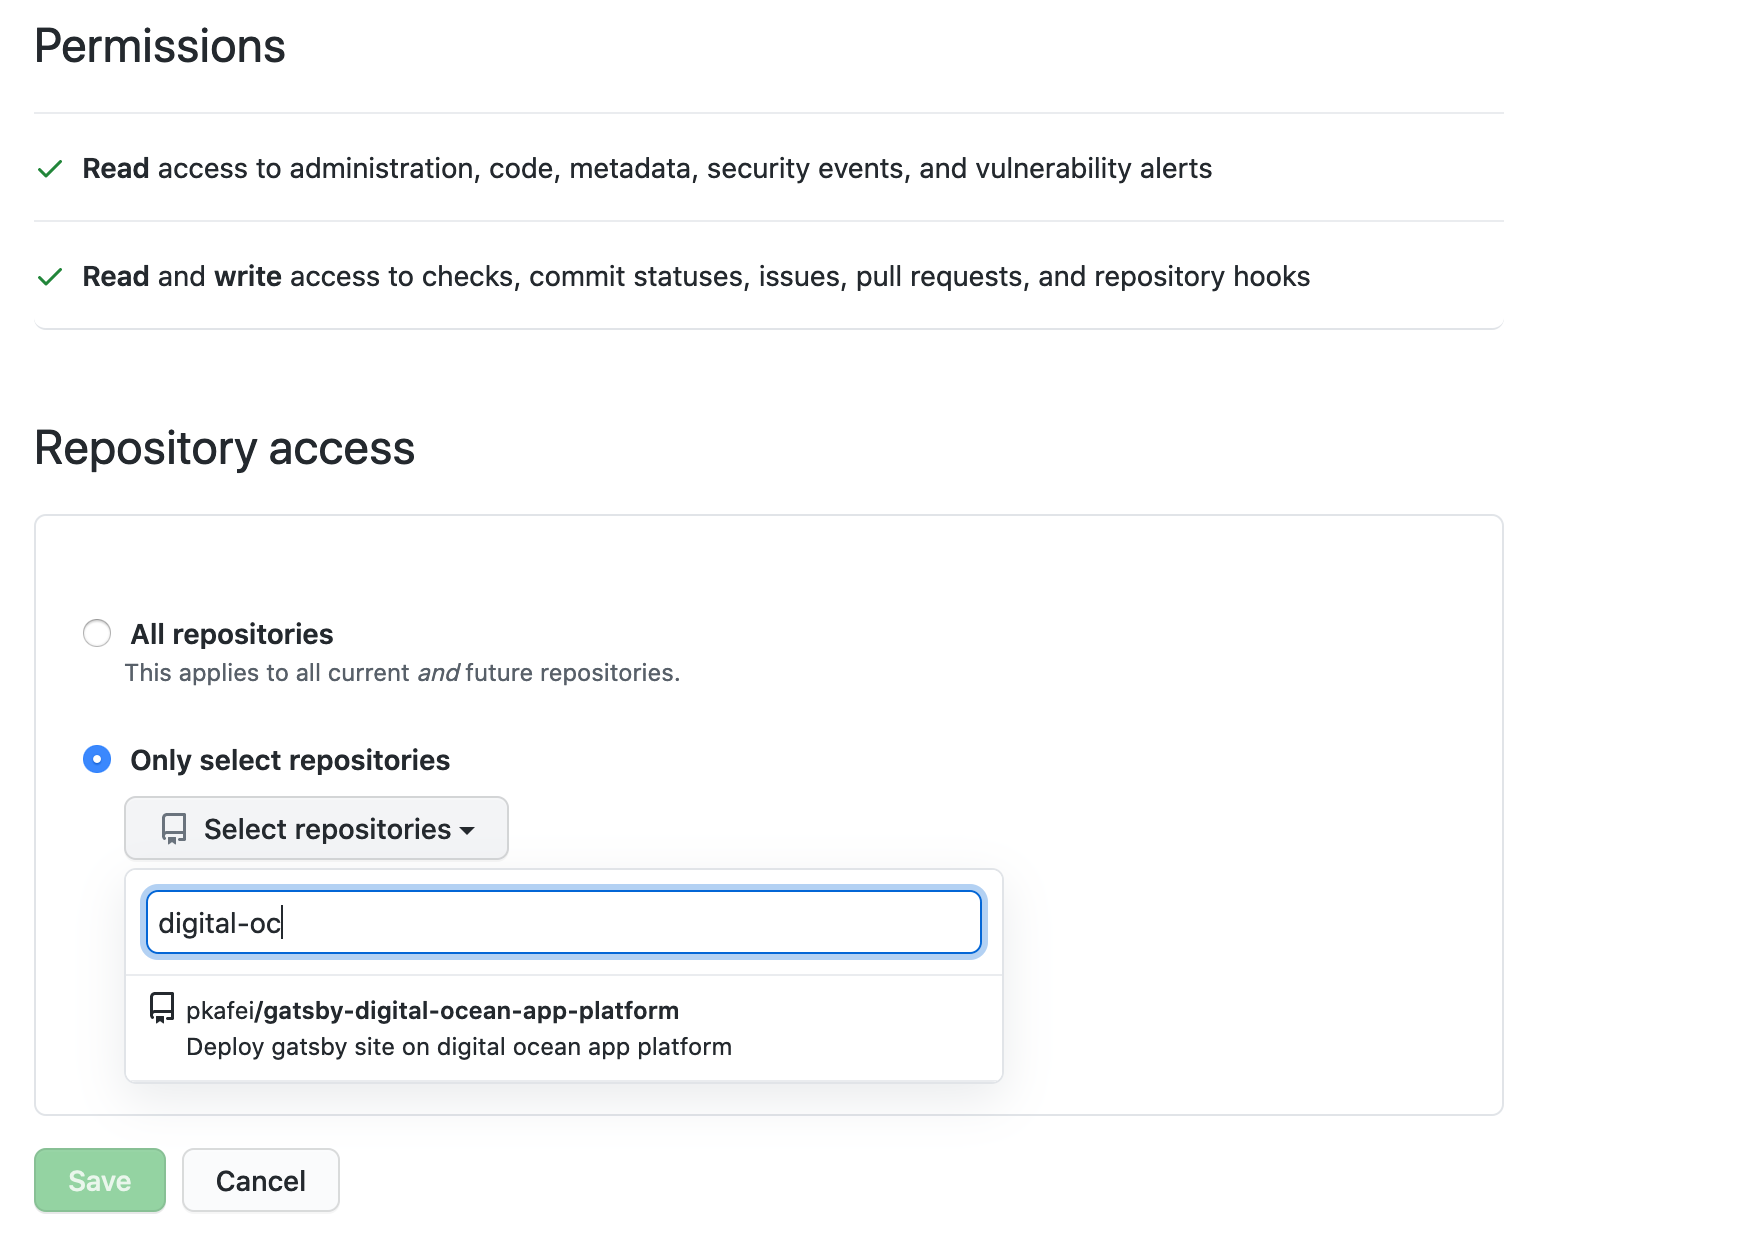 Permissions
Read access to administration, code, metadata, security events, and vulnerability alerts
Read and write access to checks, commit statuses, issues, pull requests, and repository hooks
Repository access
All repositories
This applies to all current and future repositories.
Only select repositories
Select repositories
digital-oc
pkafei/gatsby-digital-ocean-app-platform
Deploy gatsby site on digital ocean app platform
Save Cancel